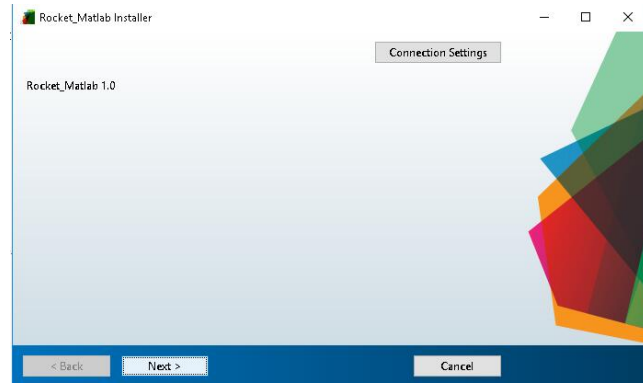 Rocket_Matlab Installer
Connection Settings
Rocket_Matlab 1.0
< Back
Next >
Cancel